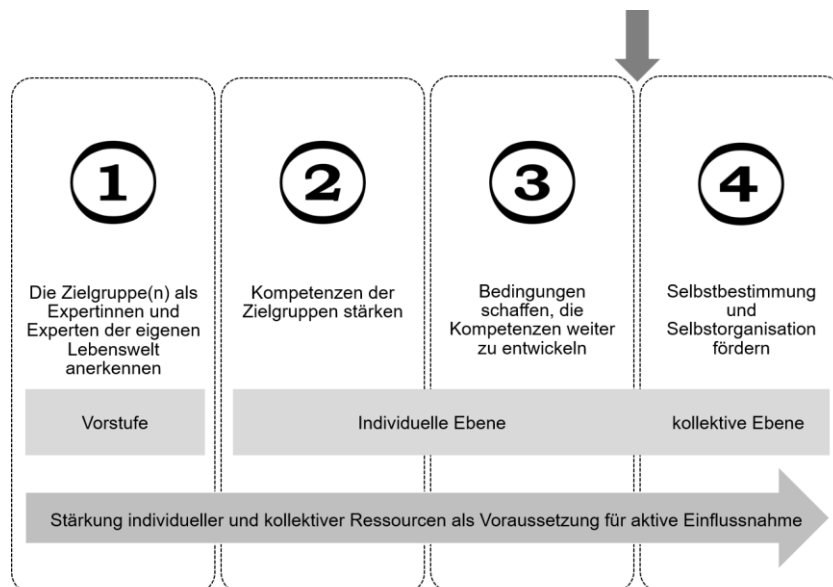 1
2
3
4
Die Zielgruppe(n) als
Expertinnen und
Experten der eigenen
Lebenswelt
anerkennen
Kompetenzen der
Zielgruppen stärken
Bedingungen
schaffen, die
Kompetenzen weiter
zu entwickeln
Selbstbestimmung
und
Selbstorganisation
fördern
Vorstufe
Individuelle Ebene
kollektive Ebene
Stärkung individueller und kollektiver Ressourcen als Voraussetzung für aktive Einflussnahme